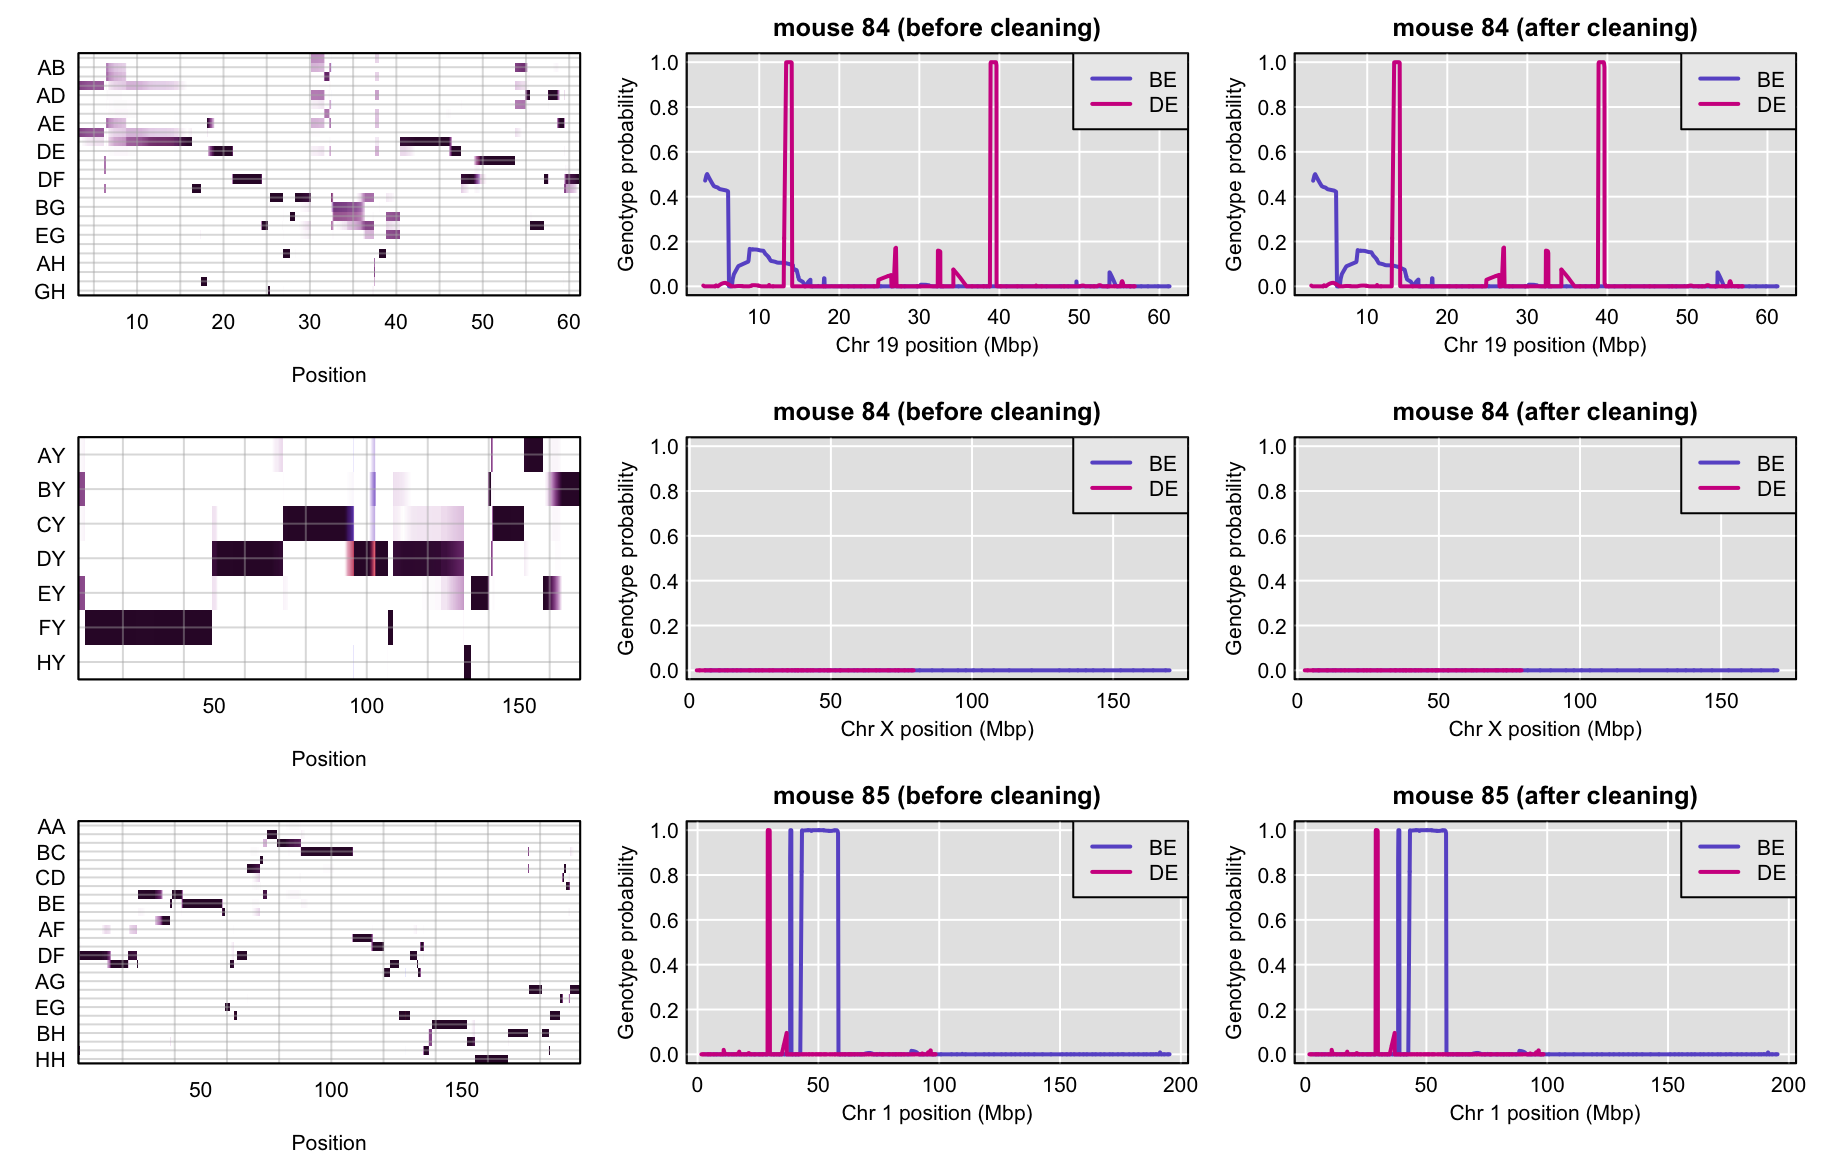 AB
AD
AE
DE
DF
BG
EG
AH
GH
10 20 30 40 50 60
Position
mouse 84 (before cleaning)
Genotype probability
1.0
0.8
0.6
0.4
0.2
0.0
BE
DE
10 20 30 40 50 60
Chr 19 position (Mbp)
mouse 84 (after cleaning)
Genotype probability
1.0
0.8
0.6
0.4
0.2
0.0
BE
DE
10 20 30 40 50 60
Chr 19 position (Mbp)
AY
BY
CY
DY
EY
FY
HY
50 100 150
Position
mouse 84 (before cleaning)
Genotype probability
1.0
0.8
0.6
0.4
0.2
0.0
BE
DE
0 50 100 150
Chr X position (Mbp)
mouse 84 (after cleaning)
Genotype probability
1.0
0.8
0.6
0.4
0.2
0.0
BE
DE
0 50 100 150
Chr X position (Mbp)
AA
BC
CD
BE
AF
DF
AG
EG
BH
HH
50 100 150
Position
mouse 85 (before cleaning)
Genotype probability
1.0
0.8
0.6
0.4
0.2
0.0
BE
DE
0 50 100 150 200
Chr 1 position (Mbp)
mouse 85 (after cleaning)
Genotype probability
1.0
0.8
0.6
0.4
0.2
0.0
BE
DE
0 50 100 150 200
Chr 1 position (Mbp)